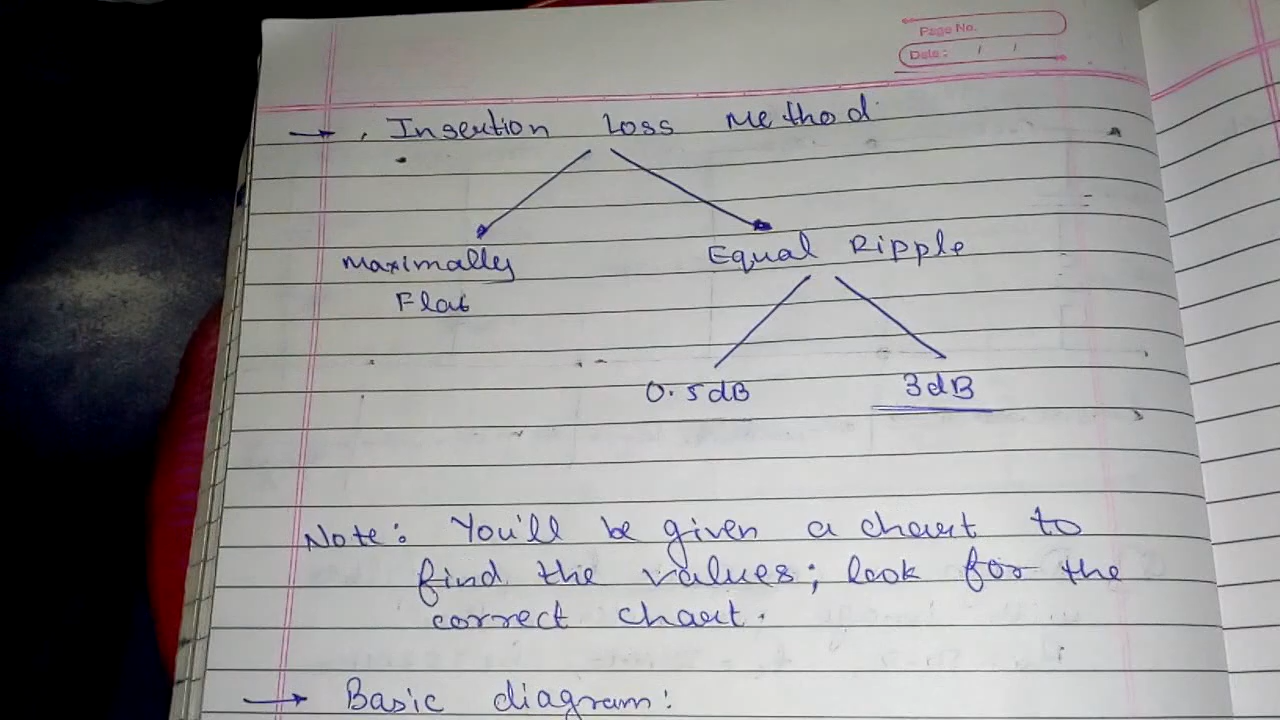 Page No.
Date: / /
→ . Insertion Loss Method
Maximally Equal Ripple
Flat
0.5dB 3dB
Note: You'll be given a chart to
find the values; look for the
correct chart.
→ Basic diagram: